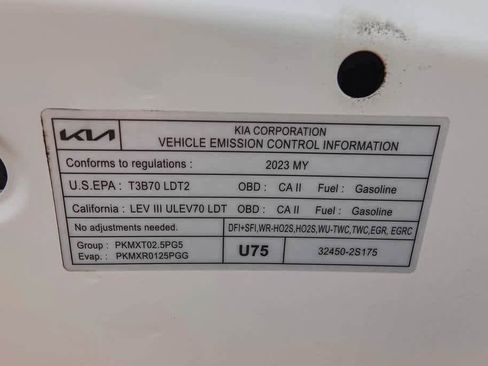 KIA
KIA CORPORATION
VEHICLE EMISSION CONTROL INFORMATION
Conforms to regulations : 2023 MY
U.S.EPA : T3B70 LDT2 OBD : CA II Fuel : Gasoline
California : LEV III ULEV70 LDT OBD : CA II Fuel : Gasoline
No adjustments needed. DFI+SFI,WR-HO2S,HO2S,WU-TWC,TWC,EGR, EGRC
Group : PKMXT02.5PG5
Evap. : PKMXR0125PGG
U75
32450-2S175